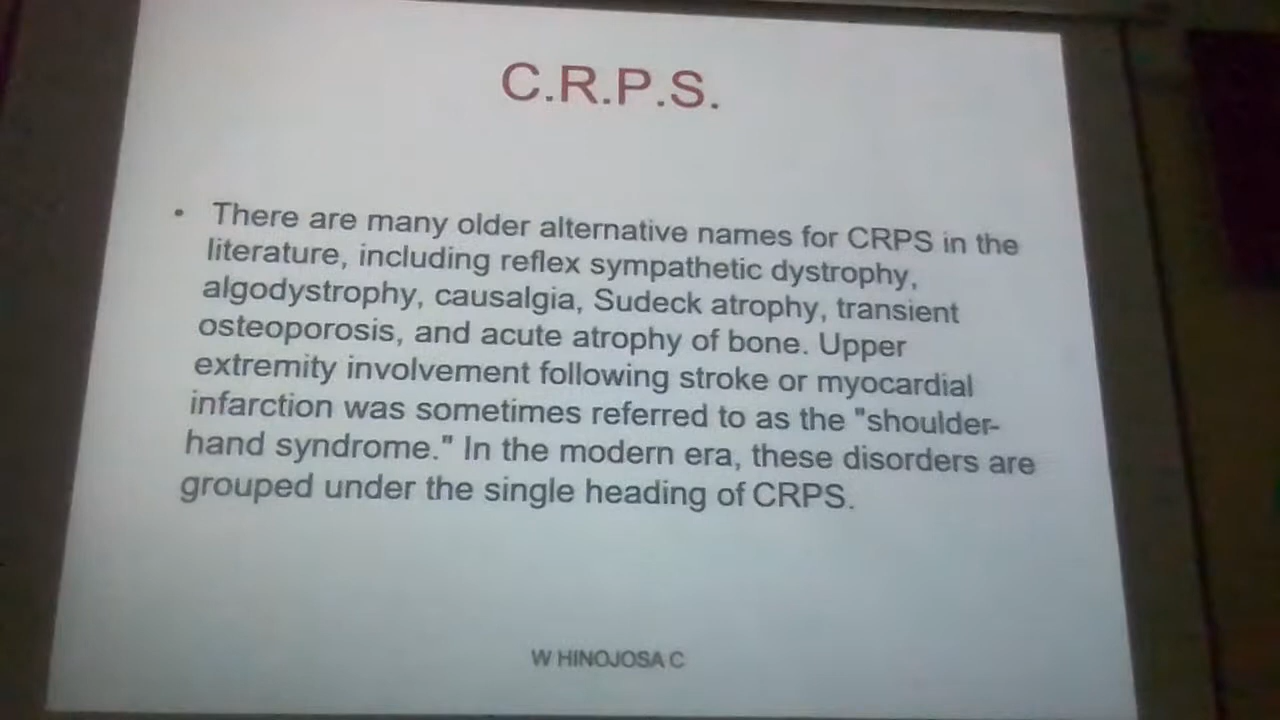 C.R.P.S.
• There are many older alternative names for CRPS in the
literature, including reflex sympathetic dystrophy,
algodystrophy, causalgia, Sudeck atrophy, transient
osteoporosis, and acute atrophy of bone. Upper
extremity involvement following stroke or myocardial
infarction was sometimes referred to as the "shoulder-
hand syndrome." In the modern era, these disorders are
grouped under the single heading of CRPS.
W HINOJOSA C